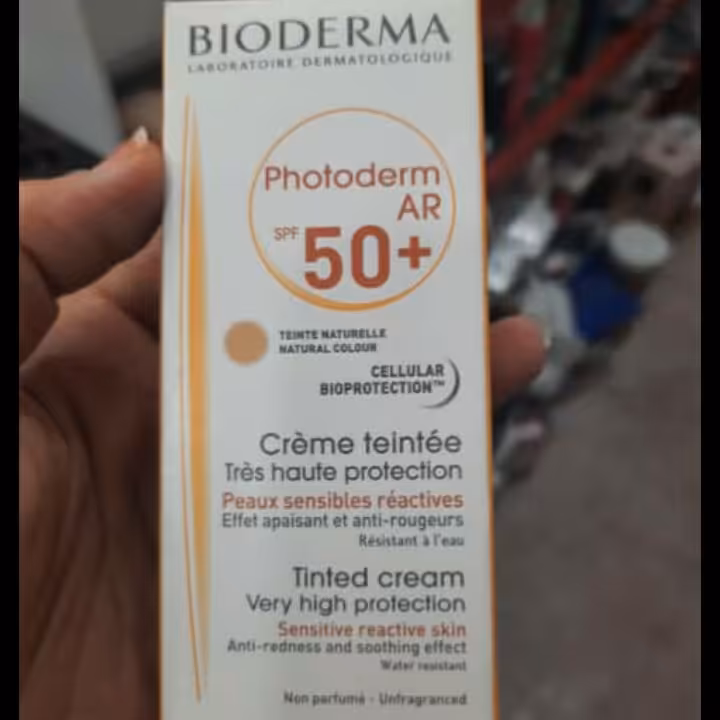 BIODERMA
LABORATOIRE DERMATOLOGIQUE
Photoderm
AR
SPF 50+
TEINTE NATURELLE
NATURAL COLOUR
CELLULAR
BIOPROTECTION™
Crème teintée
Très haute protection
Peaux sensibles réactives
Effet apaisant et anti-rougeurs
Résistant à l'eau
Tinted cream
Very high protection
Sensitive reactive skin
Anti-redness and soothing effect
Water resistant
Non parfumé - Unfragranced